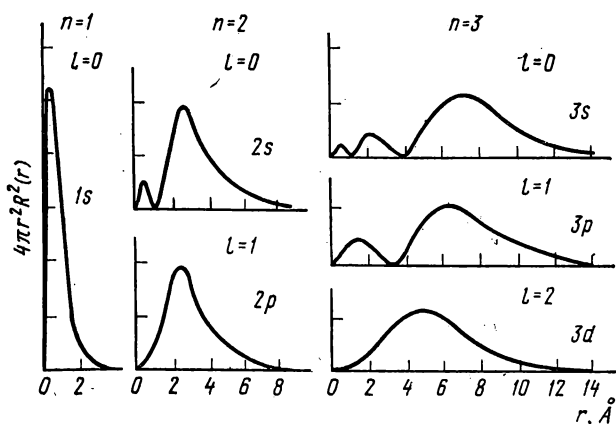 n=1
n=2
n=3
l=0
l=0
l=0
4πr²R²(r)
1s
2s
3s
l=1
l=1
2p
3p
l=2
3d
0 2 4
0 2 4 6 8
0 2 4 6 8 10 12 14
r, Å